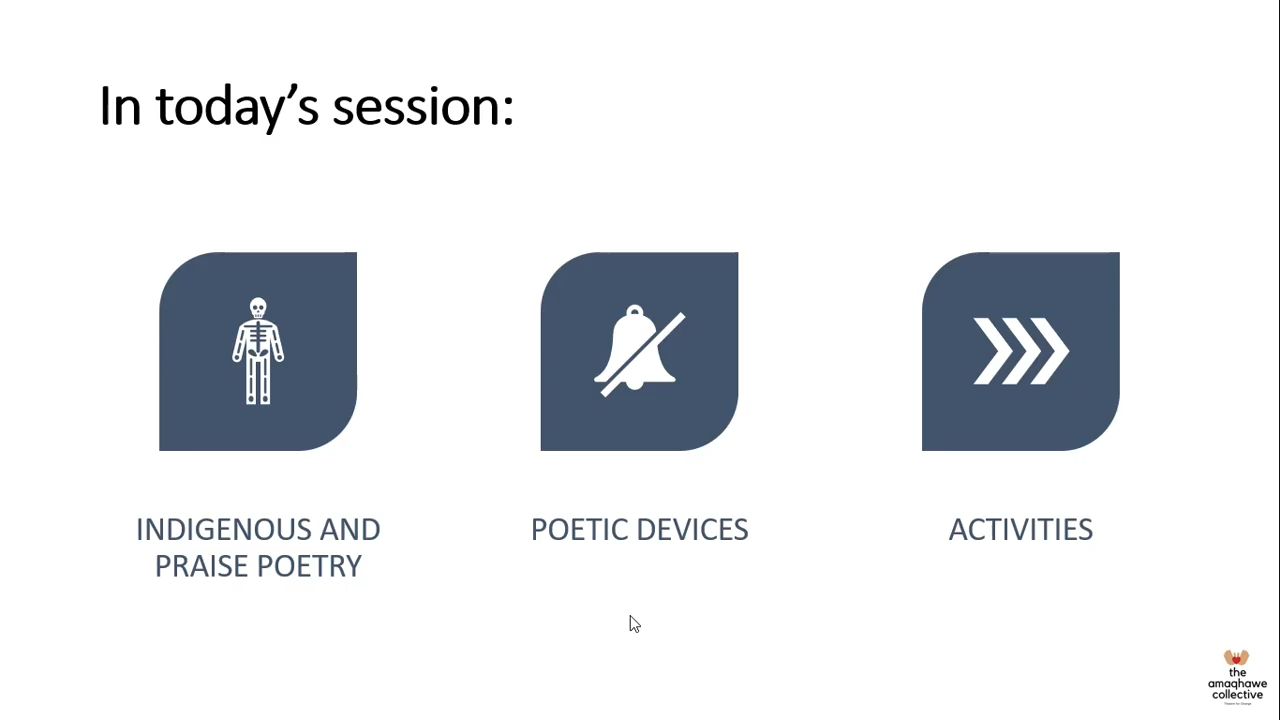 In today's session:
INDIGENOUS AND
PRAISE POETRY
POETIC DEVICES
ACTIVITIES
the
amaqhawe
collective